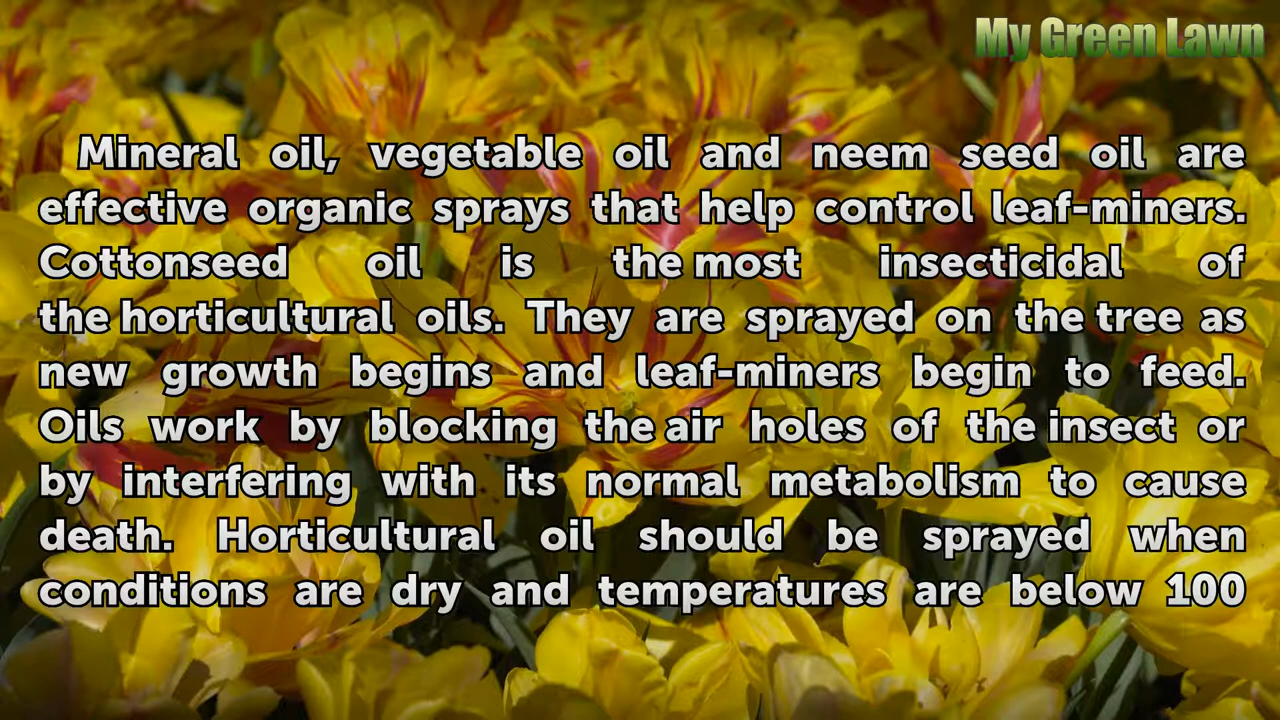 My Green Lawn
Mineral oil, vegetable oil and neem seed oil are
effective organic sprays that help control leaf-miners.
Cottonseed oil is the most insecticidal of
the horticultural oils. They are sprayed on the tree as
new growth begins and leaf-miners begin to feed.
Oils work by blocking the air holes of the insect or
by interfering with its normal metabolism to cause
death. Horticultural oil should be sprayed when
conditions are dry and temperatures are below 100